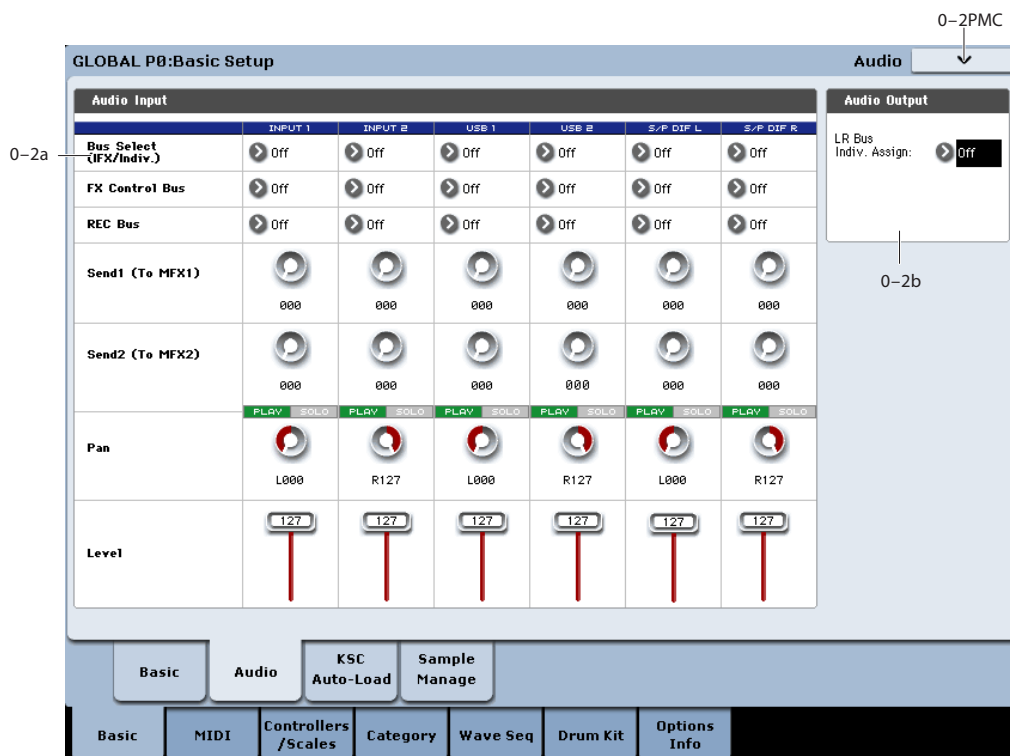 0–2PMC
GLOBAL P0:Basic Setup
Audio
Audio Input
Audio Output
INPUT 1 INPUT 2 USB 1 USB 2 S/P DIF L S/P DIF R
0–2a
Bus Select
(IFX/Indiv.)
Off Off Off Off Off Off
LR Bus
Indiv. Assign: Off
FX Control Bus Off Off Off Off Off Off
REC Bus Off Off Off Off Off Off
0–2b
Send1 (To MFX1)
000 000 000 000 000 000
Send2 (To MFX2)
000 000 000 000 000 000
PLAY SOLO PLAY SOLO PLAY SOLO PLAY SOLO PLAY SOLO PLAY SOLO
Pan
L000 R127 L000 R127 L000 R127
127 127 127 127 127 127
Level
Basic Audio KSC
Auto-Load Sample
Manage
Basic MIDI Controllers
/Scales Category Wave Seq Drum Kit Options
Info